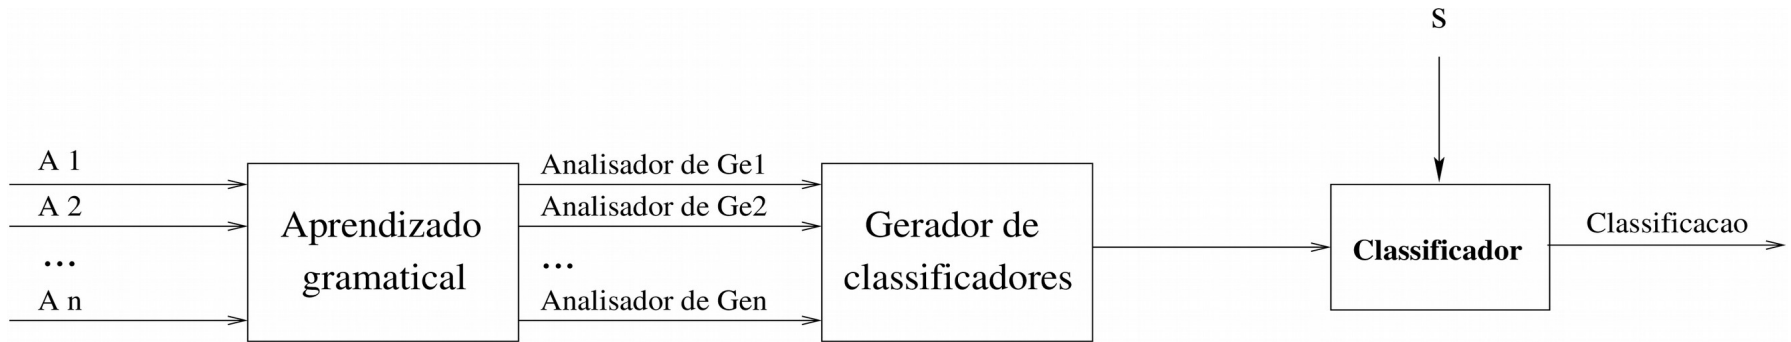 S
A 1
A 2
...
A n
Aprendizado
gramatical
Analisador de Ge1
Analisador de Ge2
...
Analisador de Gen
Gerador de
classificadores
Classificador
Classificacao